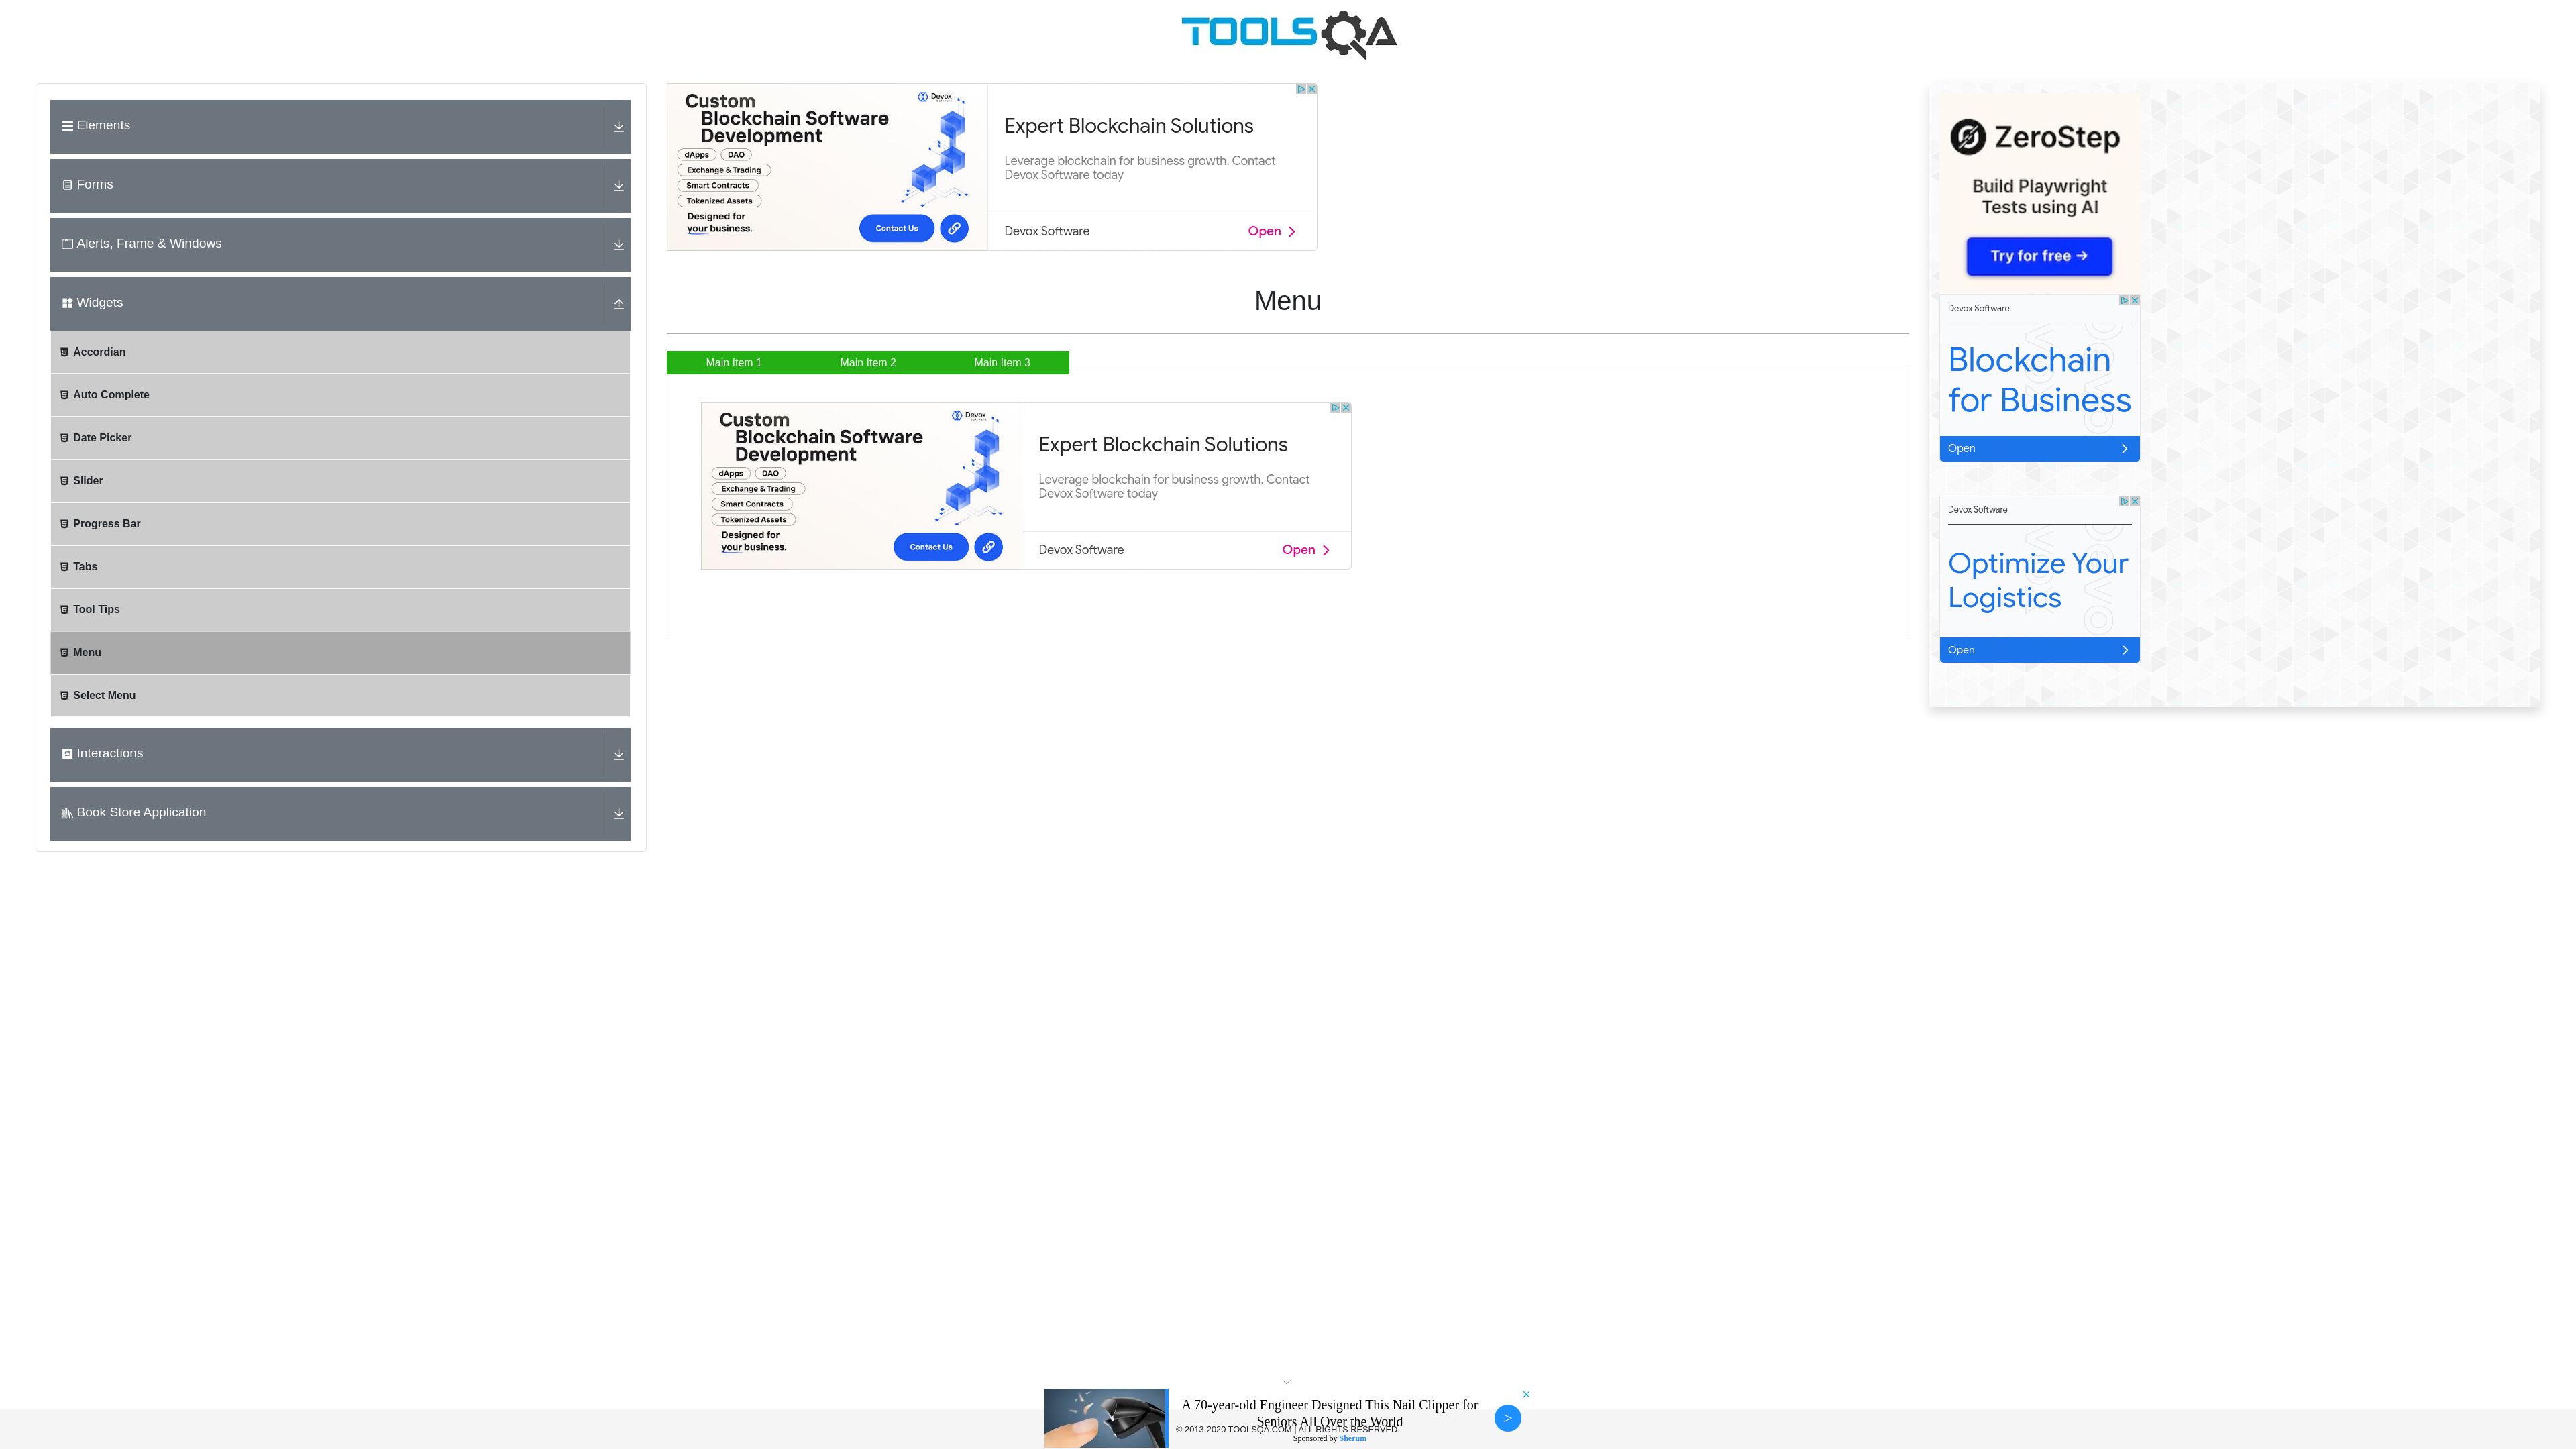 TOOLSQA
Elements
Forms
Alerts, Frame & Windows
Widgets
Accordian
Auto Complete
Date Picker
Slider
Progress Bar
Tabs
Tool Tips
Menu
Select Menu
Interactions
Book Store Application
Custom
Blockchain Software
Development
Devox
dApps
DAO
Exchange & Trading
Smart Contracts
Tokenized Assets
Designed for
your business.
Contact Us
Expert Blockchain Solutions
Leverage blockchain for business growth. Contact
Devox Software today
Devox Software
Open
Menu
Main Item 1
Main Item 2
Main Item 3
Custom
Blockchain Software
Development
Devox
dApps
DAO
Exchange & Trading
Smart Contracts
Tokenized Assets
Designed for
your business.
Contact Us
Expert Blockchain Solutions
Leverage blockchain for business growth. Contact
Devox Software today
Devox Software
Open
ZeroStep
Build Playwright
Tests using AI
Try for free →
Devox Software
Blockchain
for Business
Open
Devox Software
Optimize Your
Logistics
Open
A 70-year-old Engineer Designed This Nail Clipper for
Seniors All Over the World
© 2013-2020 TOOLSQA.COM | ALL RIGHTS RESERVED.
Sponsored by Sherum